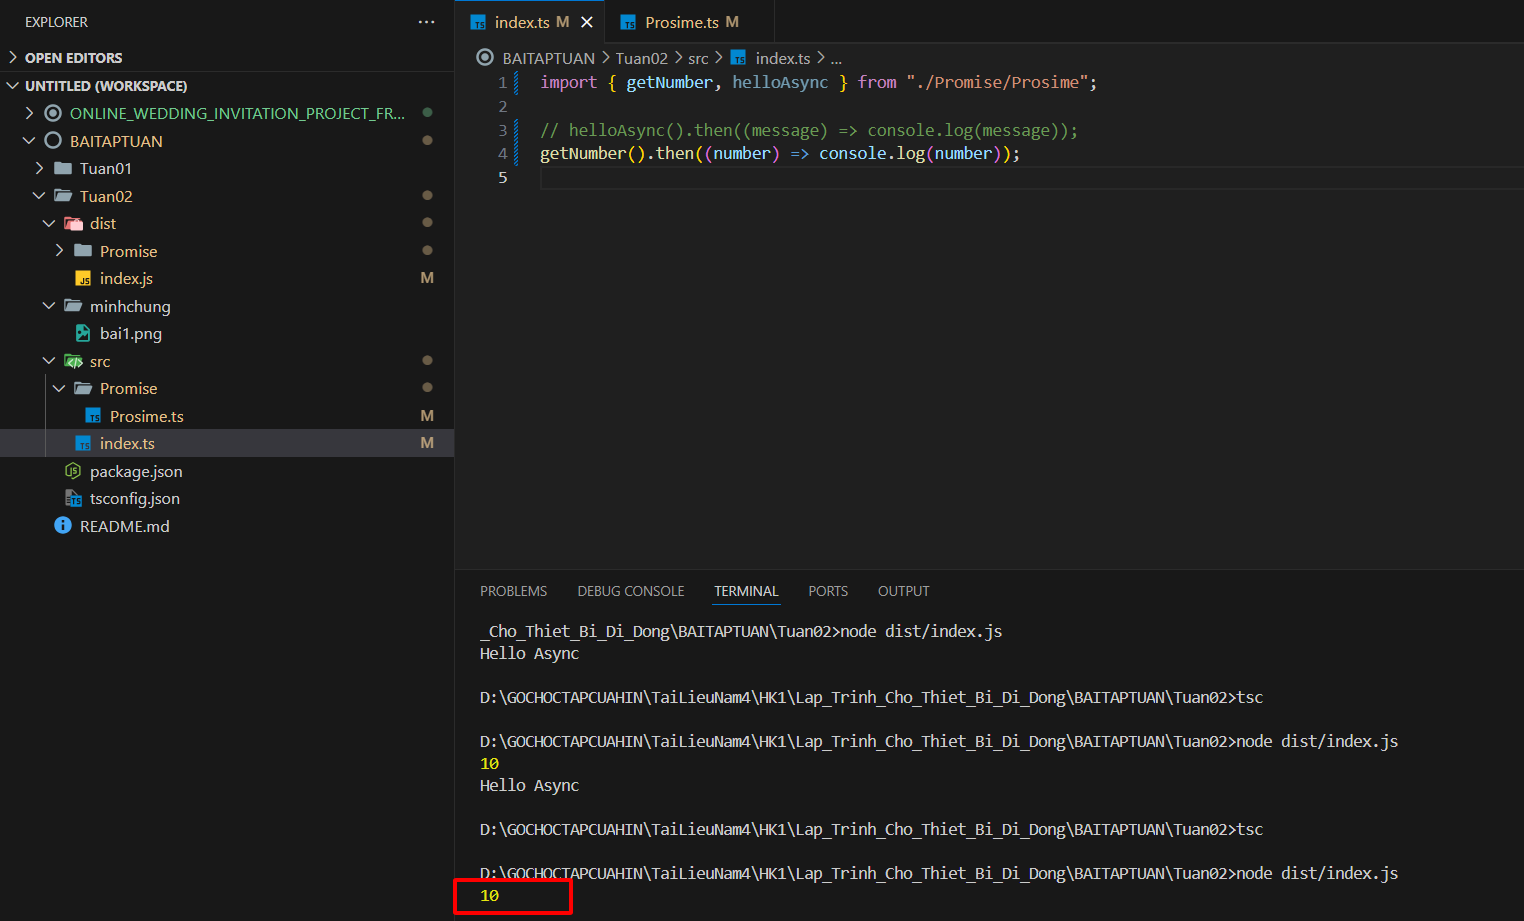 EXPLORER
OPEN EDITORS
UNTITLED (WORKSPACE)
ONLINE_WEDDING_INVITATION_PROJECT_FR...
BAITAPTUAN
Tuan01
Tuan02
dist
Promise
index.js M
minhchung
bai1.png
src
Promise
Prosime.ts M
index.ts M
package.json
tsconfig.json
README.md
index.ts M Prosime.ts M
BAITAPTUAN > Tuan02 > src > index.ts > ...
1 import { getNumber, helloAsync } from "./Promise/Prosime";
2
3 // helloAsync().then((message) => console.log(message));
4 getNumber().then((number) => console.log(number));
5
PROBLEMS DEBUG CONSOLE TERMINAL PORTS OUTPUT
_Cho_Thiet_Bi_Di_Dong\BAITAPTUAN\Tuan02>node dist/index.js
Hello Async
D:\GOCHOCTAPCUAHIN\TaiLieuNam4\HK1\Lap_Trinh_Cho_Thiet_Bi_Di_Dong\BAITAPTUAN\Tuan02>tsc
D:\GOCHOCTAPCUAHIN\TaiLieuNam4\HK1\Lap_Trinh_Cho_Thiet_Bi_Di_Dong\BAITAPTUAN\Tuan02>node dist/index.js
10
Hello Async
D:\GOCHOCTAPCUAHIN\TaiLieuNam4\HK1\Lap_Trinh_Cho_Thiet_Bi_Di_Dong\BAITAPTUAN\Tuan02>tsc
D:\GOCHOCTAPCUAHIN\TaiLieuNam4\HK1\Lap_Trinh_Cho_Thiet_Bi_Di_Dong\BAITAPTUAN\Tuan02>node dist/index.js
10